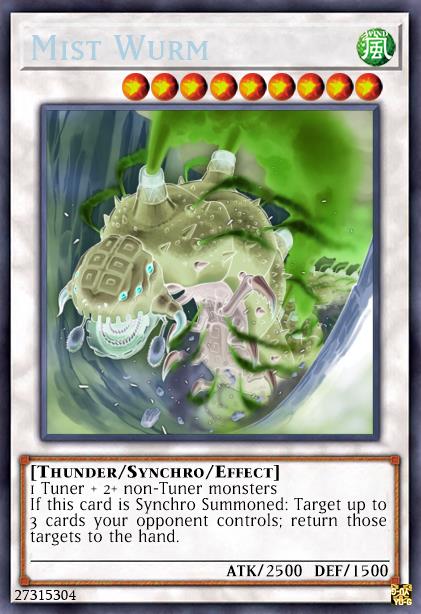 Mist Wurm
WIND
風
[Thunder/Synchro/Effect]
1 Tuner + 2+ non-Tuner monsters
If this card is Synchro Summoned: Target up to
3 cards your opponent controls; return those
targets to the hand.
ATK/2500 DEF/1500
27315304